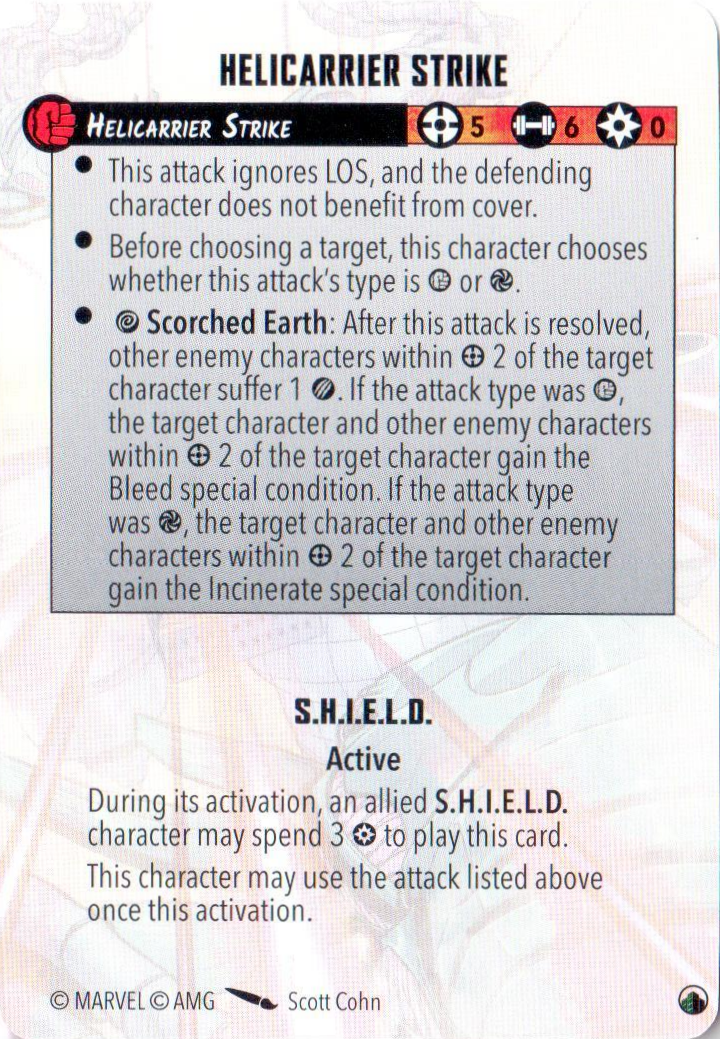 HELICARRIER STRIKE
HELICARRIER STRIKE 5 6 0
• This attack ignores LOS, and the defending
character does not benefit from cover.
• Before choosing a target, this character chooses
whether this attack's type is or .
• Scorched Earth: After this attack is resolved,
other enemy characters within 2 of the target
character suffer 1 . If the attack type was ,
the target character and other enemy characters
within 2 of the target character gain the
Bleed special condition. If the attack type
was , the target character and other enemy
characters within 2 of the target character
gain the Incinerate special condition.
S.H.I.E.L.D.
Active
During its activation, an allied S.H.I.E.L.D.
character may spend 3 to play this card.
This character may use the attack listed above
once this activation.
© MARVEL © AMG Scott Cohn